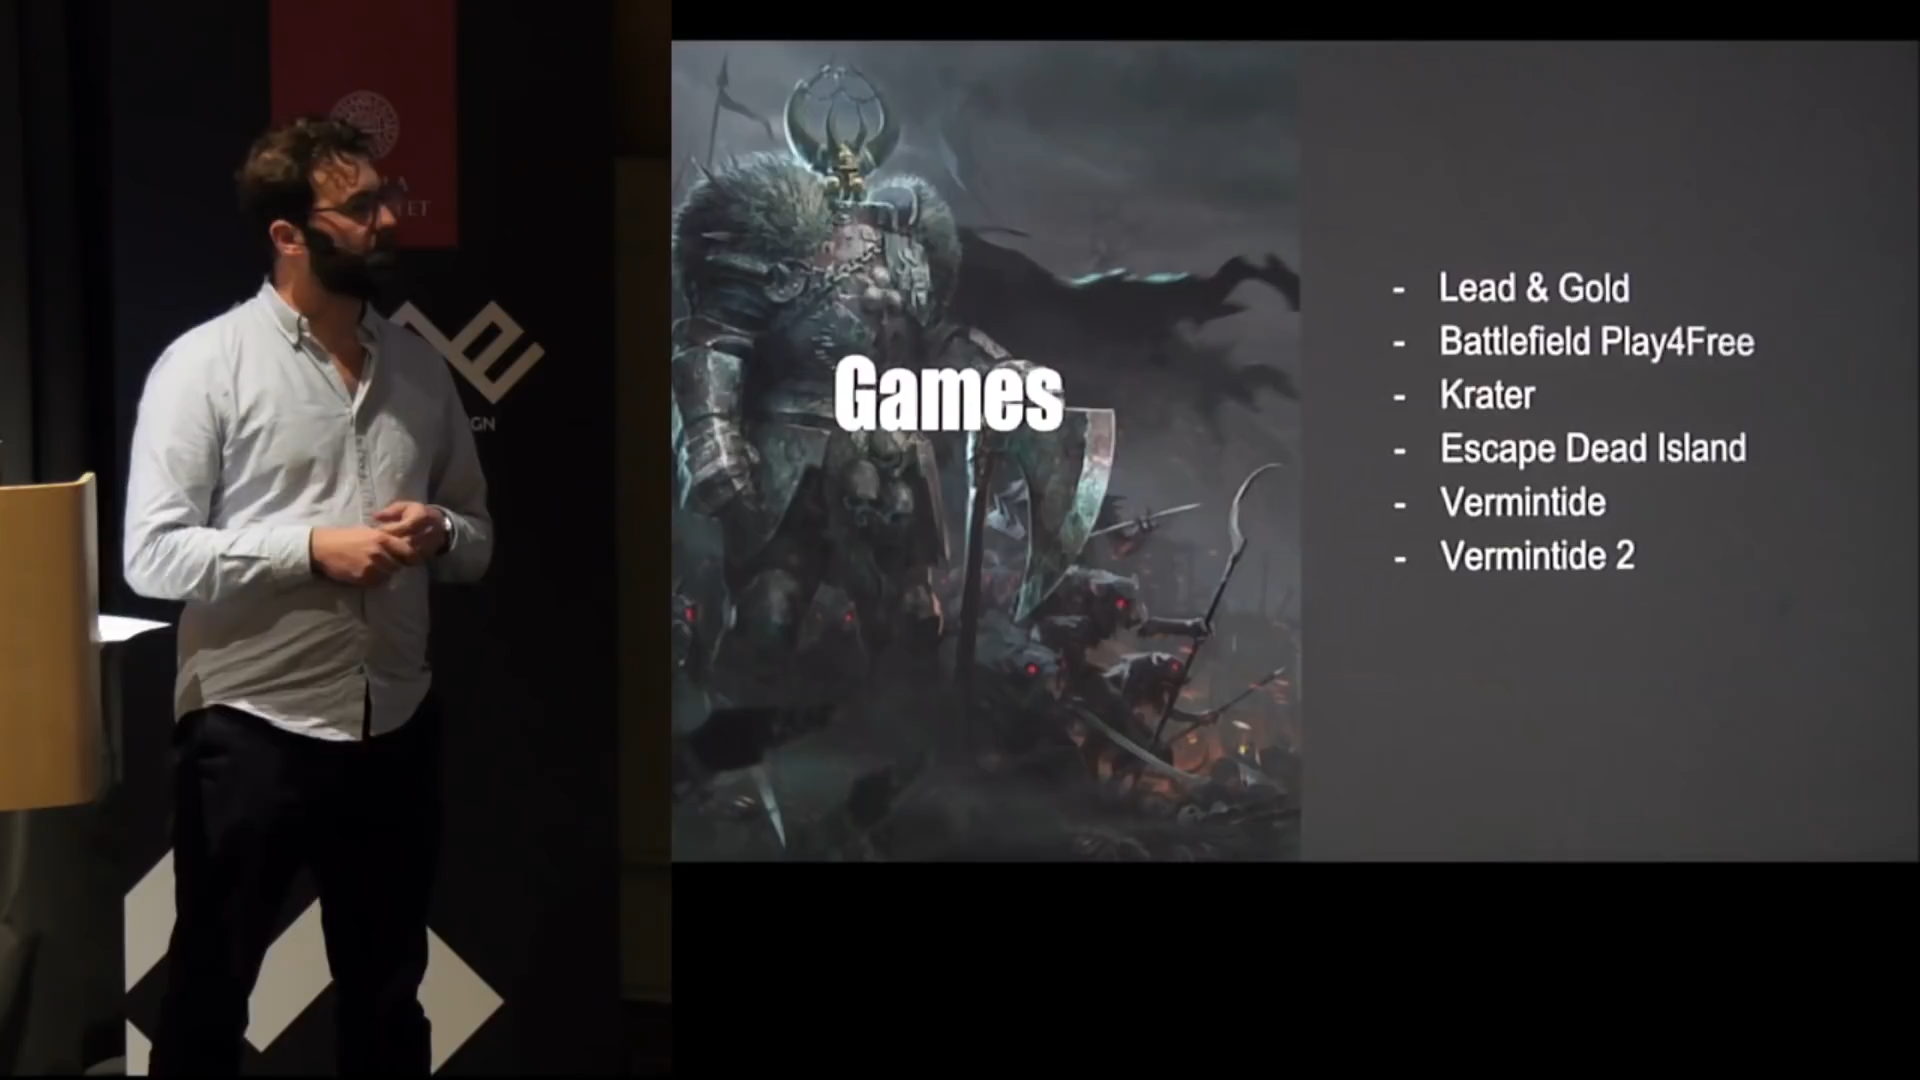 Games
- Lead & Gold
- Battlefield Play4Free
- Krater
- Escape Dead Island
- Vermintide
- Vermintide 2